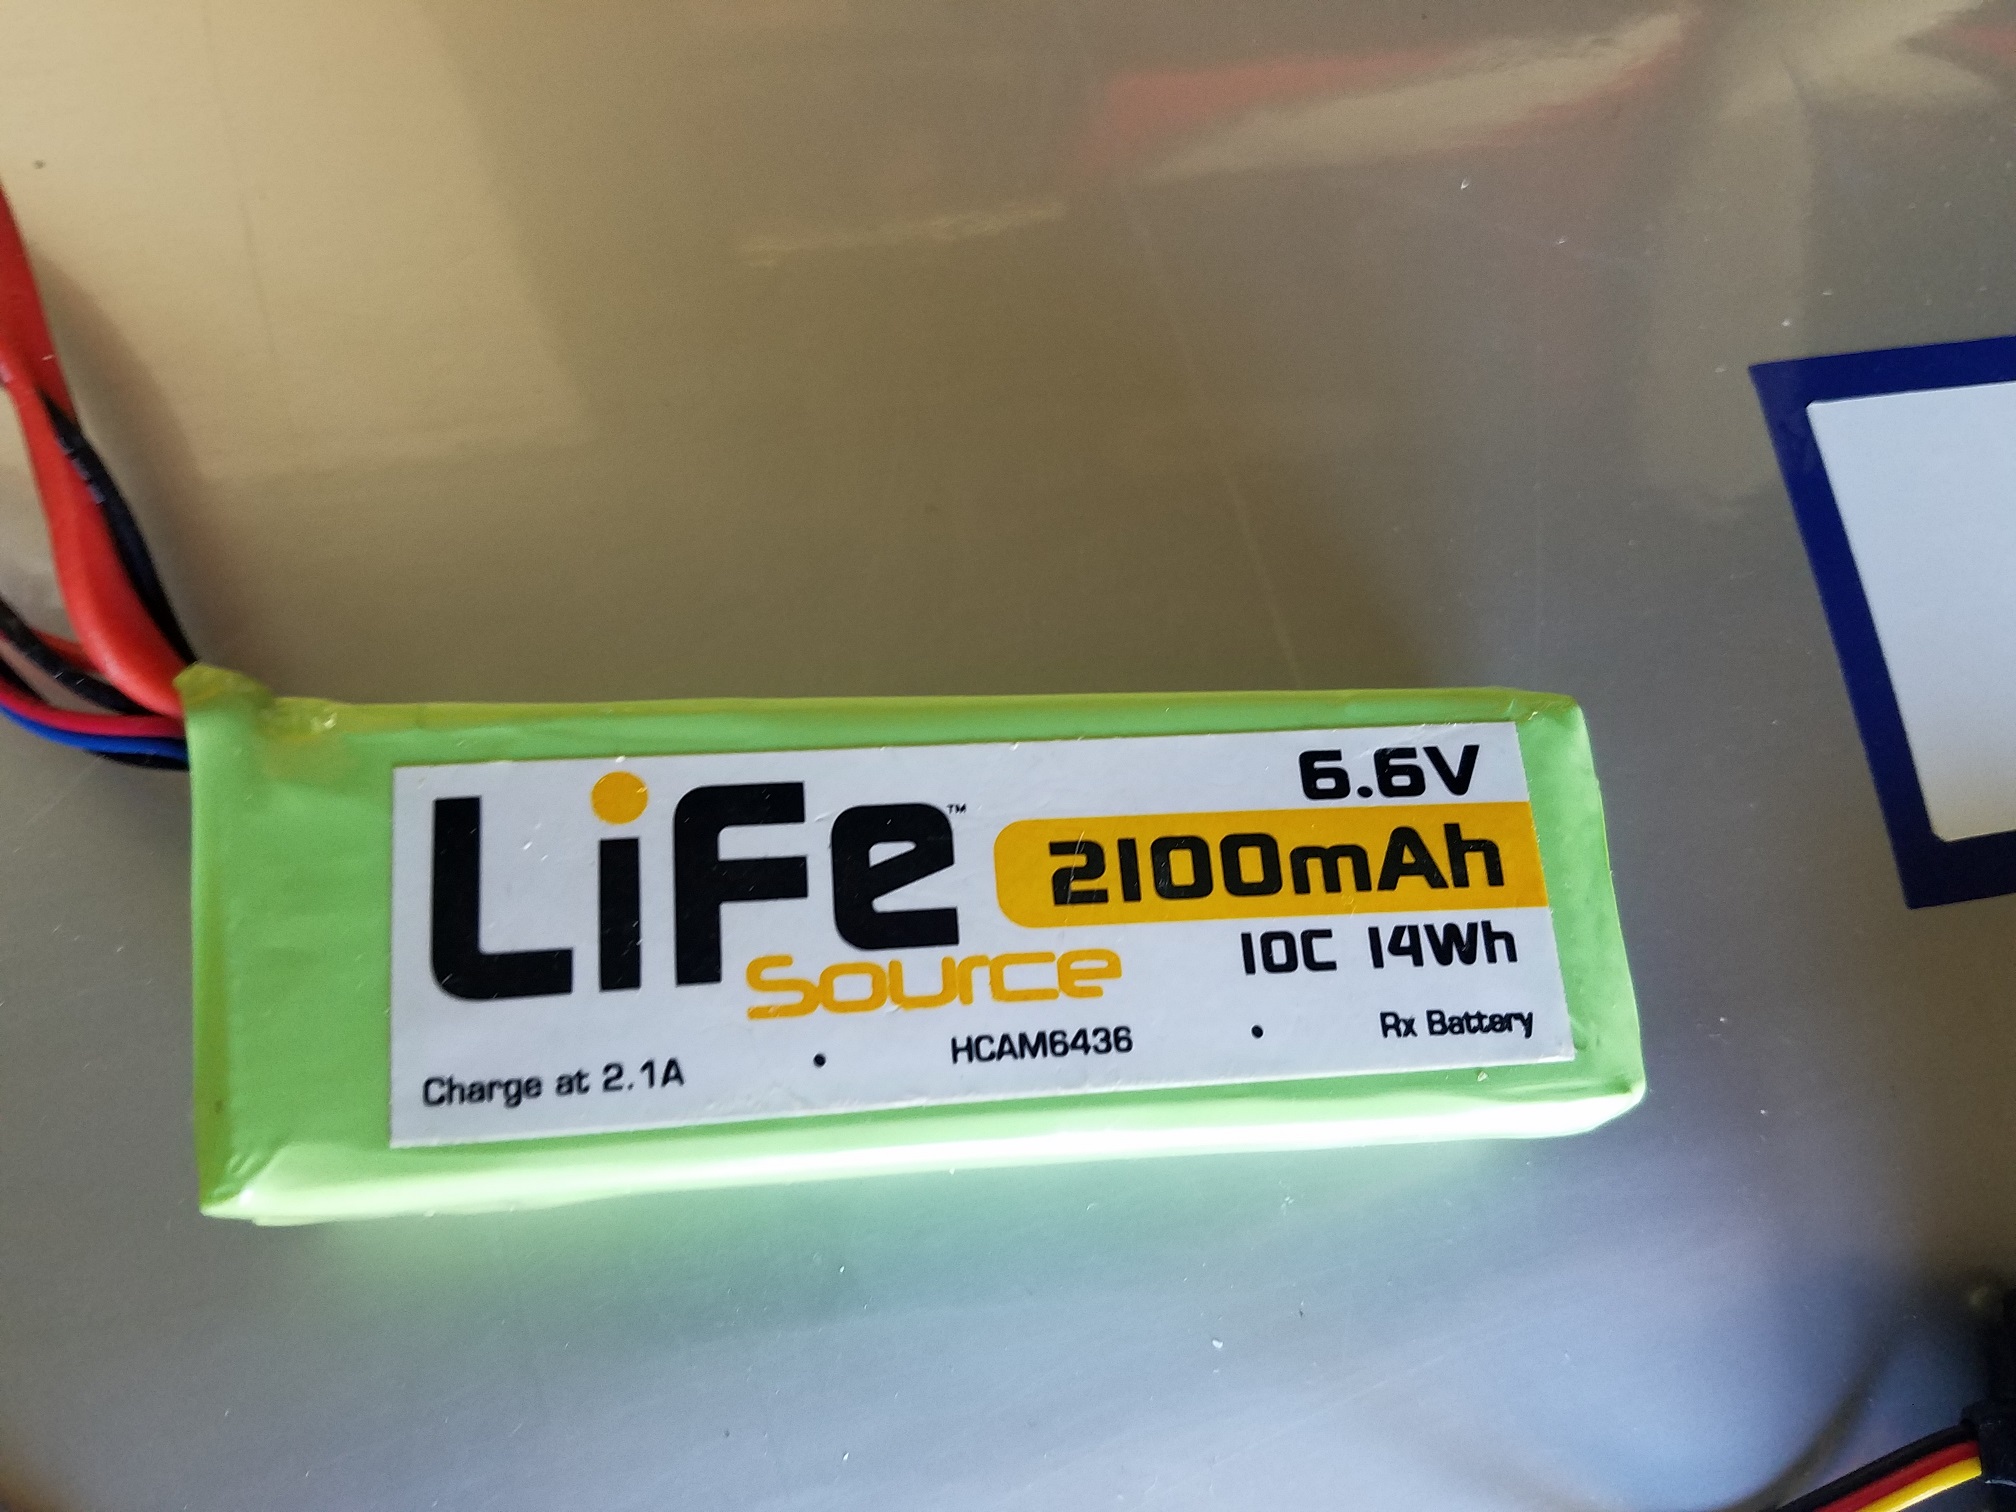 LiFe™
Source
6.6V
2100mAh
10C 14Wh
Charge at 2.1A • HCAM6436 • Rx Battery